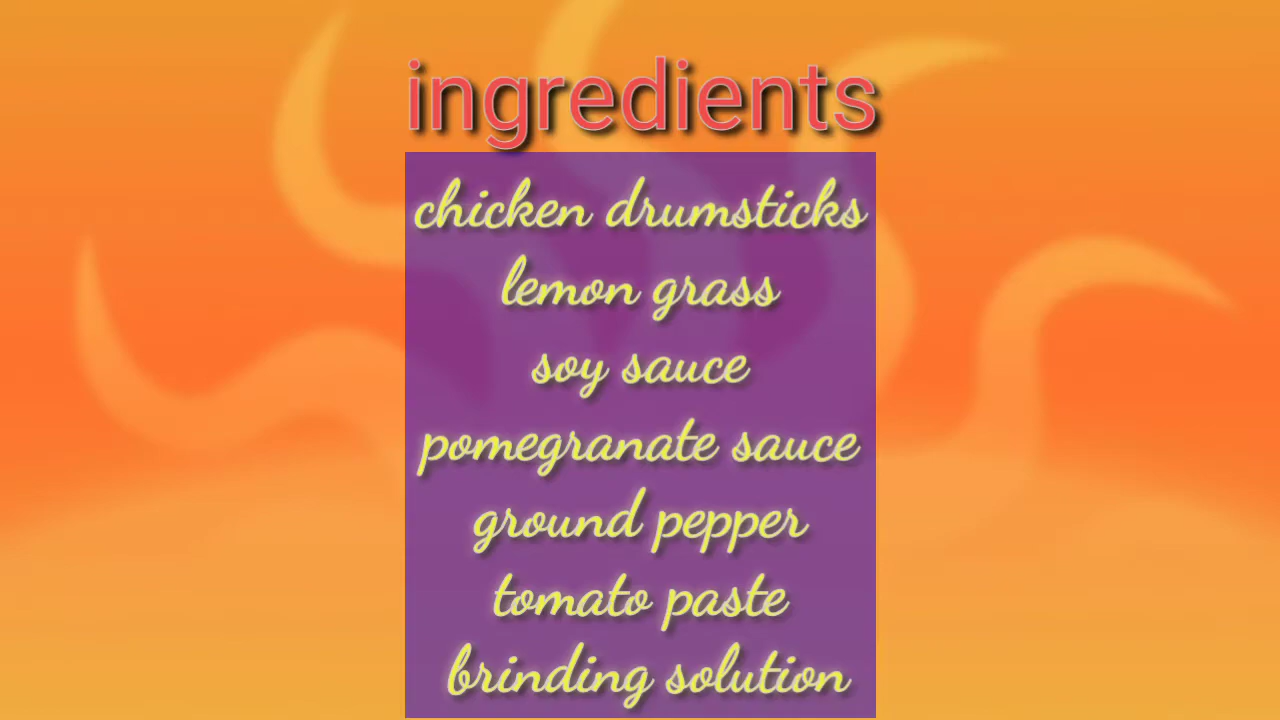 ingredients
chicken drumsticks
lemon grass
soy sauce
pomegranate sauce
ground pepper
tomato paste
brinding solution